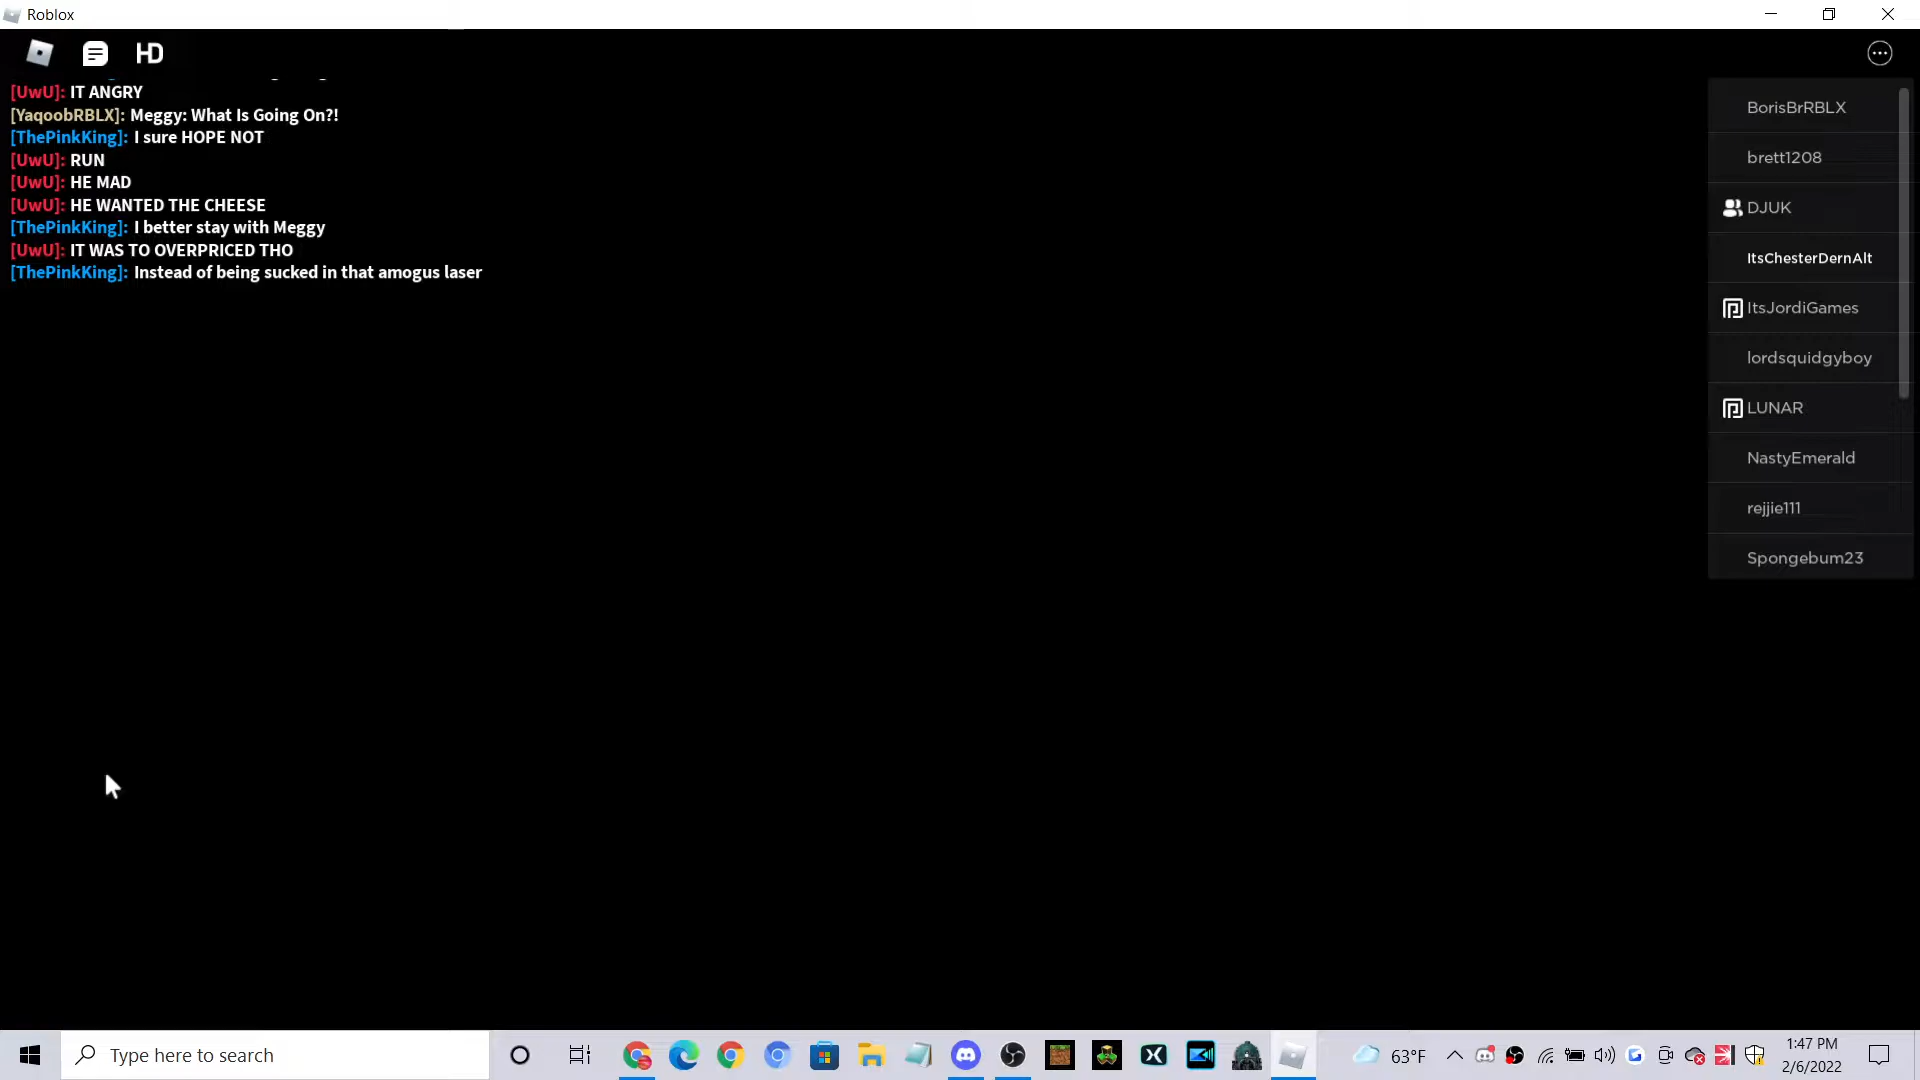 Roblox
HD
[UwU]: IT ANGRY
[YaqoobRBLX]: Meggy: What Is Going On?!
[ThePinkKing]: I sure HOPE NOT
[UwU]: RUN
[UwU]: HE MAD
[UwU]: HE WANTED THE CHEESE
[ThePinkKing]: I better stay with Meggy
[UwU]: IT WAS TO OVERPRICED THO
[ThePinkKing]: Instead of being sucked in that amogus laser
BorisBrRBLX
brett1208
DJUK
ItsChesterDernAlt
ItsJordiGames
lordsquidgyboy
LUNAR
NastyEmerald
rejjie111
Spongebum23
Type here to search
63°F
1:47 PM
2/6/2022